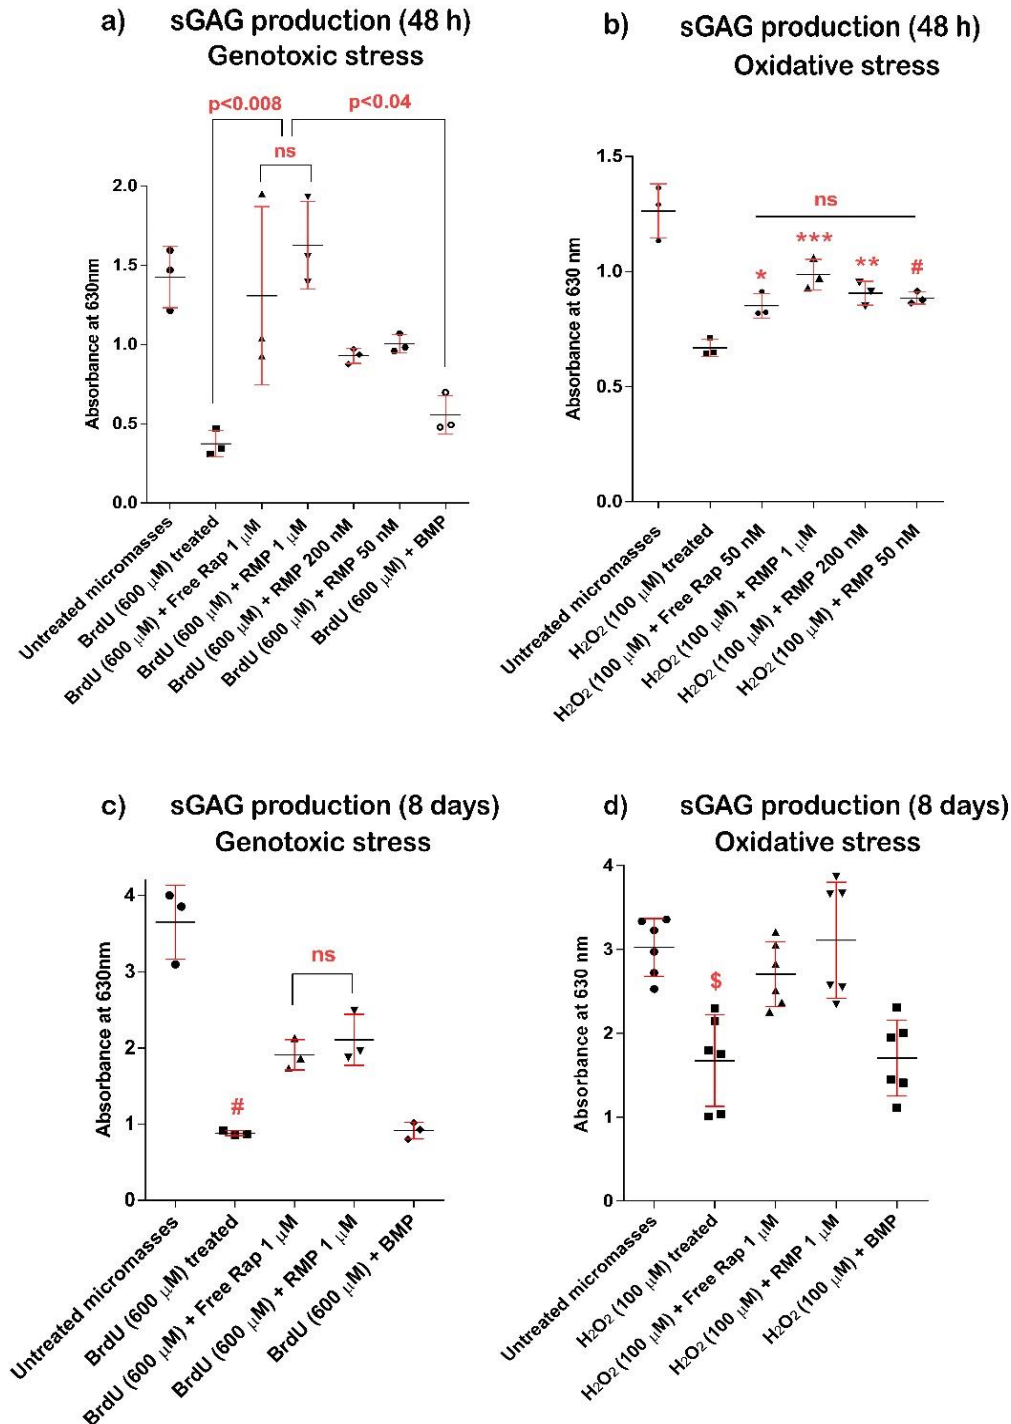 a) sGAG production (48 h)
Genotoxic stress
p<0.008
p<0.04
ns
2.0
1.5
1.0
0.5
0.0
Absorbance at 630nm
Untreated micromasses
BrdU (600 μM) treated
BrdU (600 μM) + Free Rap 1 μM
BrdU (600 μM) + RMP 1 μM
BrdU (600 μM) + RMP 200 nM
BrdU (600 μM) + RMP 50 nM
BrdU (600 μM) + BMP
b) sGAG production (48 h)
Oxidative stress
1.5
1.0
0.5
0.0
Absorbance at 630 nm
ns
*
***
**
#
Untreated micromasses
H₂O₂ (100 μM) treated
H₂O₂ (100 μM) + Free Rap 50 nM
H₂O₂ (100 μM) + RMP 1 μM
H₂O₂ (100 μM) + RMP 200 nM
H₂O₂ (100 μM) + RMP 50 nM
c) sGAG production (8 days)
Genotoxic stress
4
3
2
1
0
Absorbance at 630nm
#
ns
Untreated micromasses
BrdU (600 μM) treated
BrdU (600 μM) + Free Rap 1 μM
BrdU (600 μM) + RMP 1 μM
BrdU (600 μM) + BMP
d) sGAG production (8 days)
Oxidative stress
4
3
2
1
0
Absorbance at 630 nm
$
Untreated micromasses
H₂O₂ (100 μM) treated
H₂O₂ (100 μM) + Free Rap 1 μM
H₂O₂ (100 μM) + RMP 1 μM
H₂O₂ (100 μM) + BMP